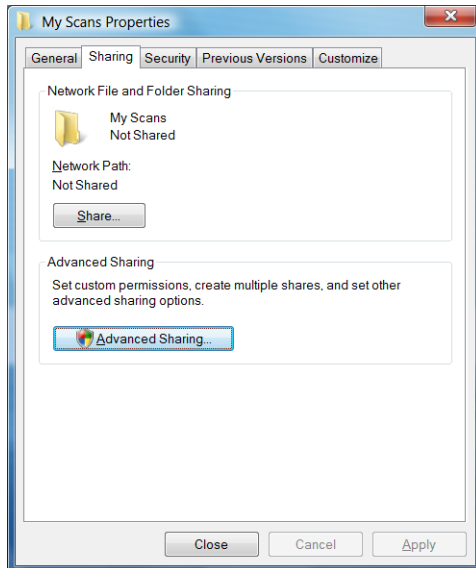 My Scans Properties
General Sharing Security Previous Versions Customize
Network File and Folder Sharing
My Scans
Not Shared
Network Path:
Not Shared
Share...
Advanced Sharing
Set custom permissions, create multiple shares, and set other
advanced sharing options.
Advanced Sharing...
Close Cancel Apply